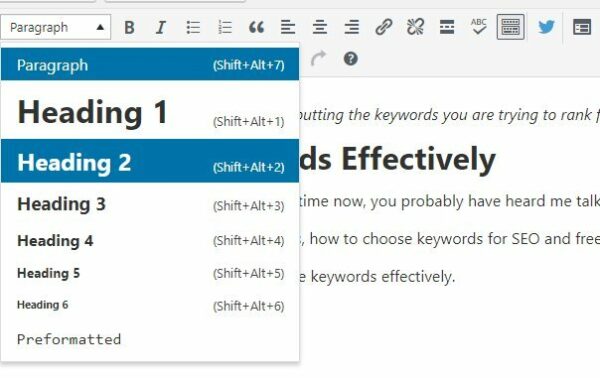 Paragraph
B I ABC
Paragraph (Shift+Alt+7)
Heading 1 (Shift+Alt+1)
Heading 2 (Shift+Alt+2)
Heading 3 (Shift+Alt+3)
Heading 4 (Shift+Alt+4)
Heading 5 (Shift+Alt+5)
Heading 6 (Shift+Alt+6)
Preformatted
utting the keywords you are trying to rank f
ds Effectively
time now, you probably have heard me talk
, how to choose keywords for SEO and free
e keywords effectively.